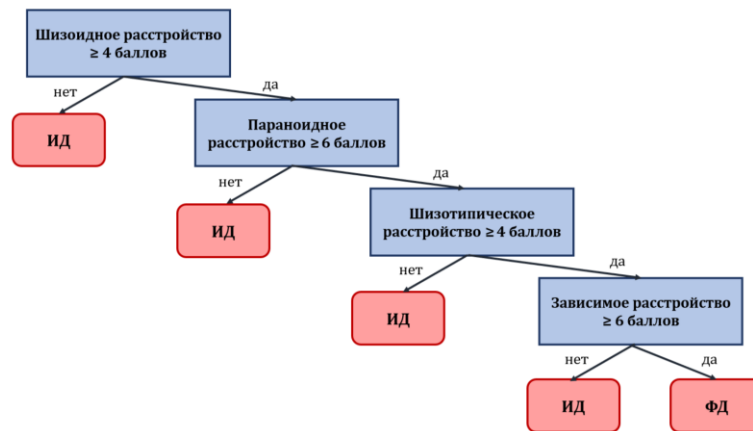 Шизоидное расстройство
≥ 4 баллов
нет
да
ИД
Параноидное
расстройство ≥ 6 баллов
нет
да
ИД
Шизотипическое
расстройство ≥ 4 баллов
нет
да
ИД
Зависимое расстройство
≥ 6 баллов
нет
да
ИД
ФД